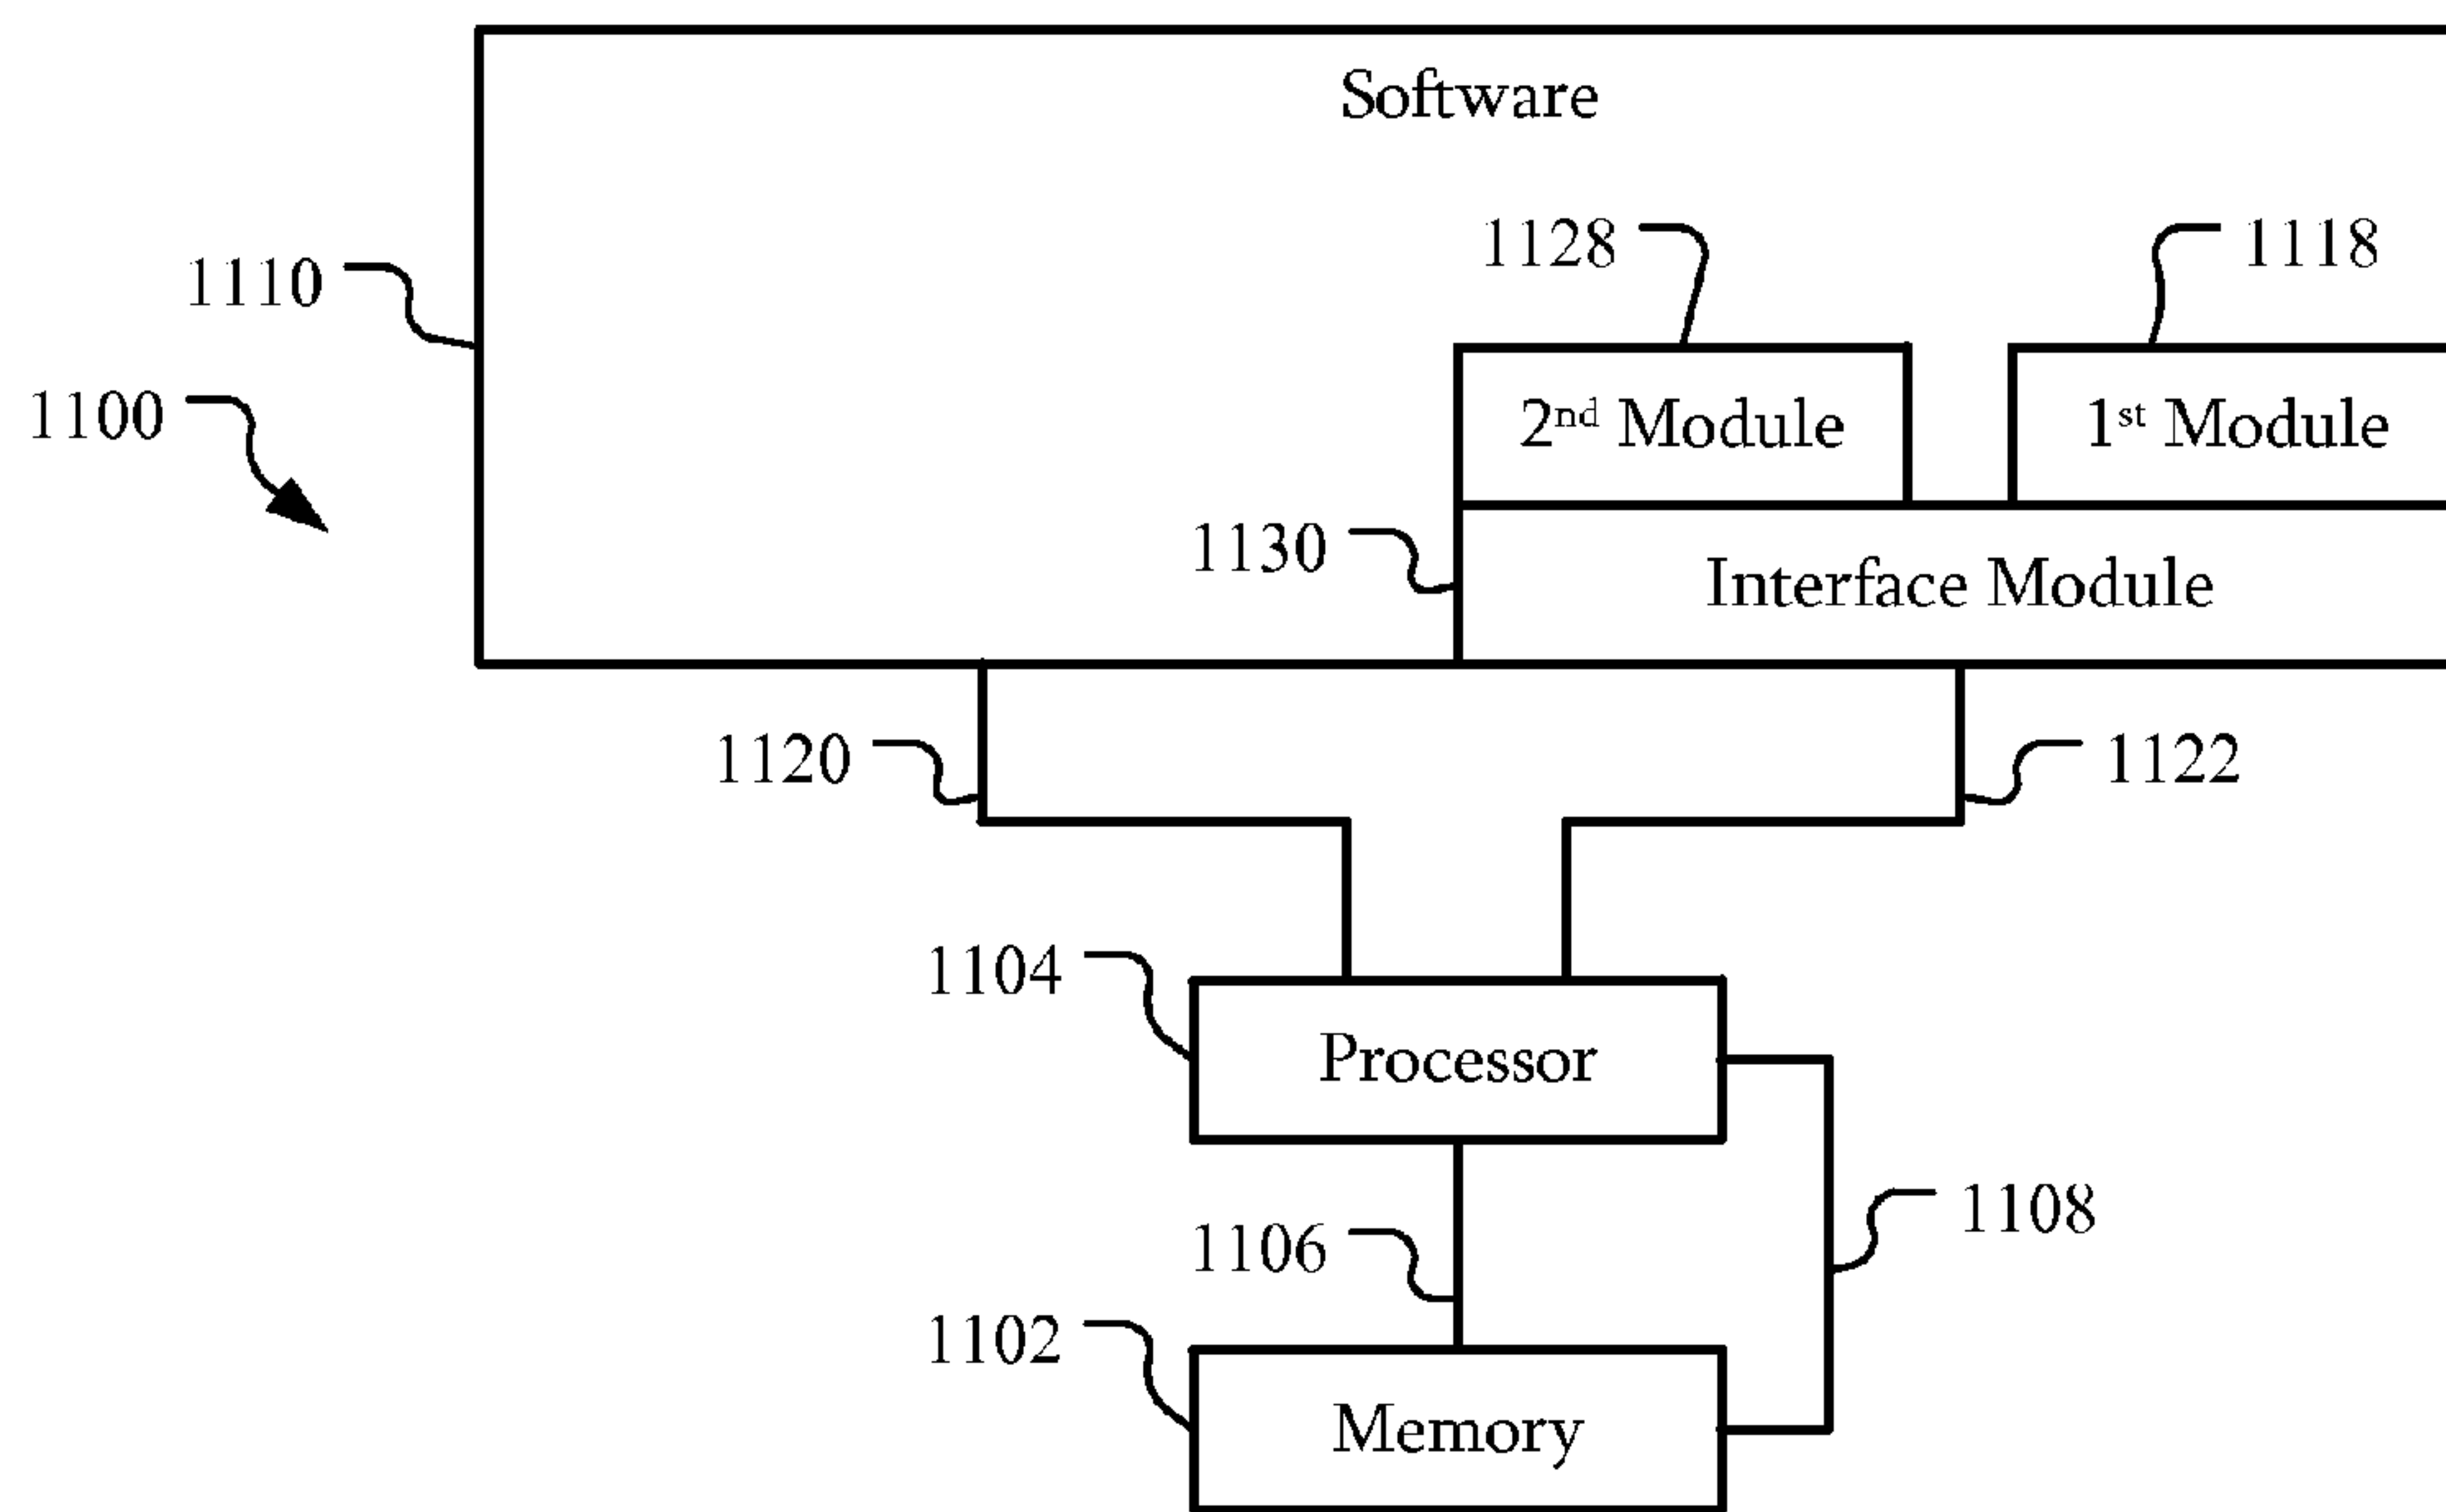 Software
1128
1118
1110
1100
2nd Module
1st Module
1130
Interface Module
1120
1122
1104
Processor
1108
1106
1102
Memory